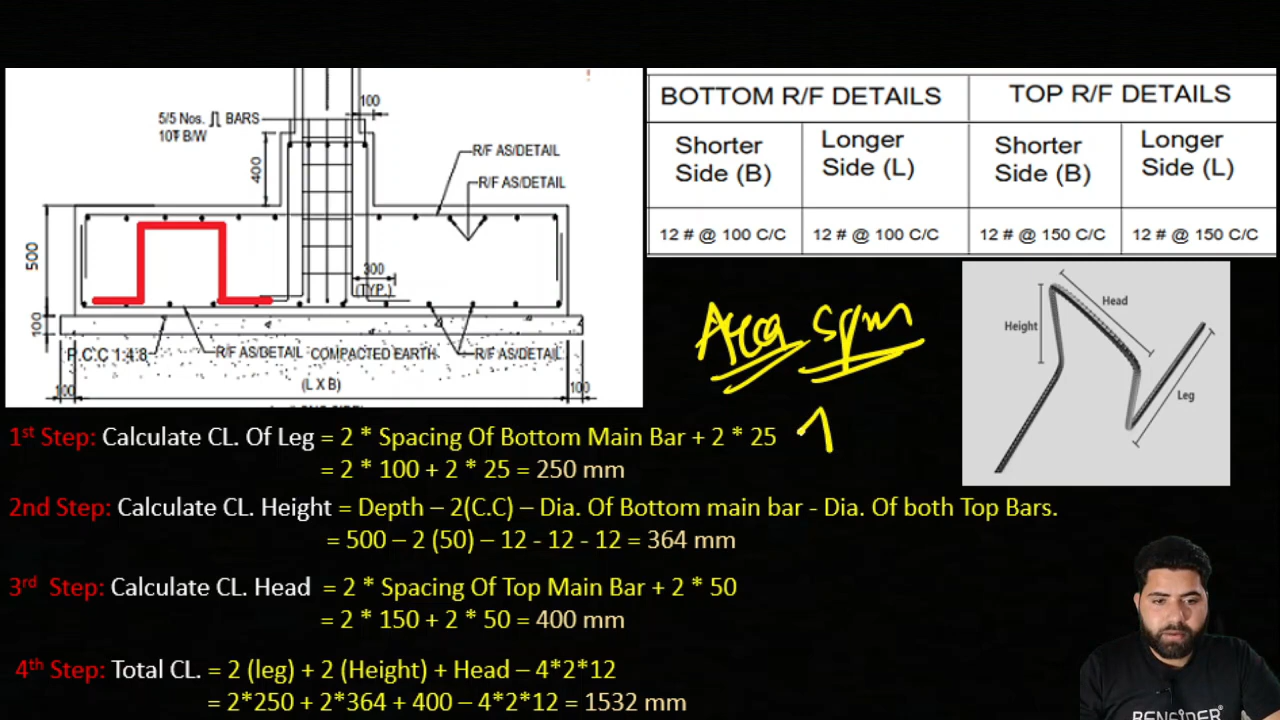 100
5/5 Nos. BARS
10T B/W
400
R/F AS/DETAIL
R/F AS/DETAIL
500
300
(TYP.)
100
P.C.C 1:4:8
R/F AS/DETAIL COMPACTED EARTH R/F AS/DETAIL
100 (L X B) 100
BOTTOM R/F DETAILS TOP R/F DETAILS
Shorter Side (B) Longer Side (L) Shorter Side (B) Longer Side (L)
12 # @ 100 C/C 12 # @ 100 C/C 12 # @ 150 C/C 12 # @ 150 C/C
Area Sqm
1
Height
Head
Leg
1st Step: Calculate CL. Of Leg = 2 * Spacing Of Bottom Main Bar + 2 * 25
= 2 * 100 + 2 * 25 = 250 mm
2nd Step: Calculate CL. Height = Depth – 2(C.C) – Dia. Of Bottom main bar - Dia. Of both Top Bars.
= 500 – 2 (50) – 12 - 12 - 12 = 364 mm
3rd Step: Calculate CL. Head = 2 * Spacing Of Top Main Bar + 2 * 50
= 2 * 150 + 2 * 50 = 400 mm
4th Step: Total CL. = 2 (leg) + 2 (Height) + Head – 4*2*12
= 2*250 + 2*364 + 400 – 4*2*12 = 1532 mm